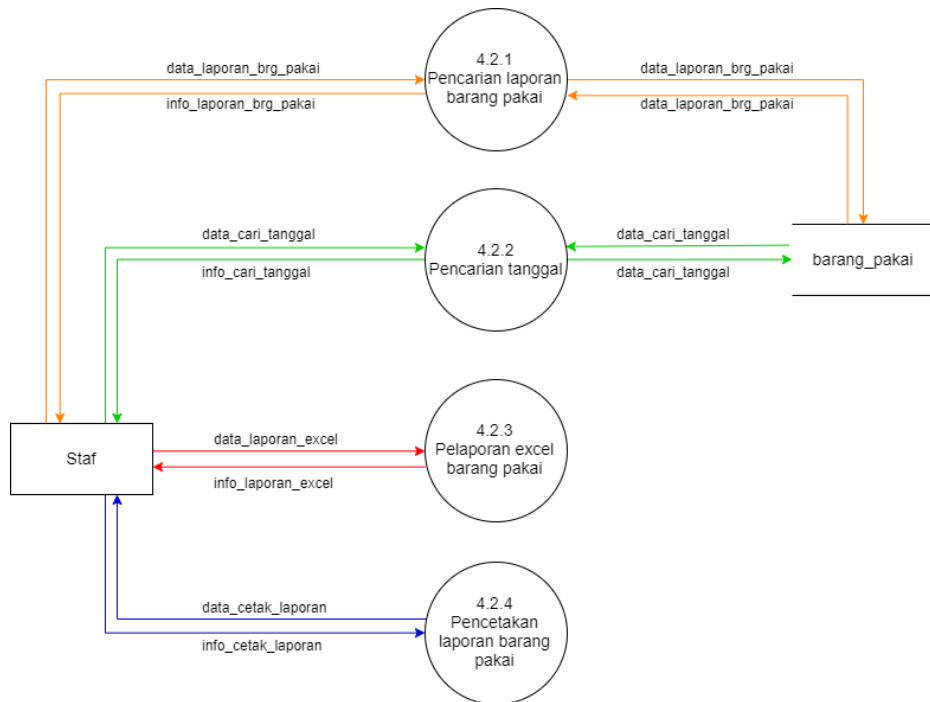 4.2.1
Pencarian laporan
barang pakai
data_laporan_brg_pakai
info_laporan_brg_pakai
data_laporan_brg_pakai
data_laporan_brg_pakai
4.2.2
Pencarian tanggal
data_cari_tanggal
info_cari_tanggal
data_cari_tanggal
data_cari_tanggal
barang_pakai
Staf
data_laporan_excel
info_laporan_excel
4.2.3
Pelaporan excel
barang pakai
data_cetak_laporan
info_cetak_laporan
4.2.4
Pencetakan
laporan barang
pakai